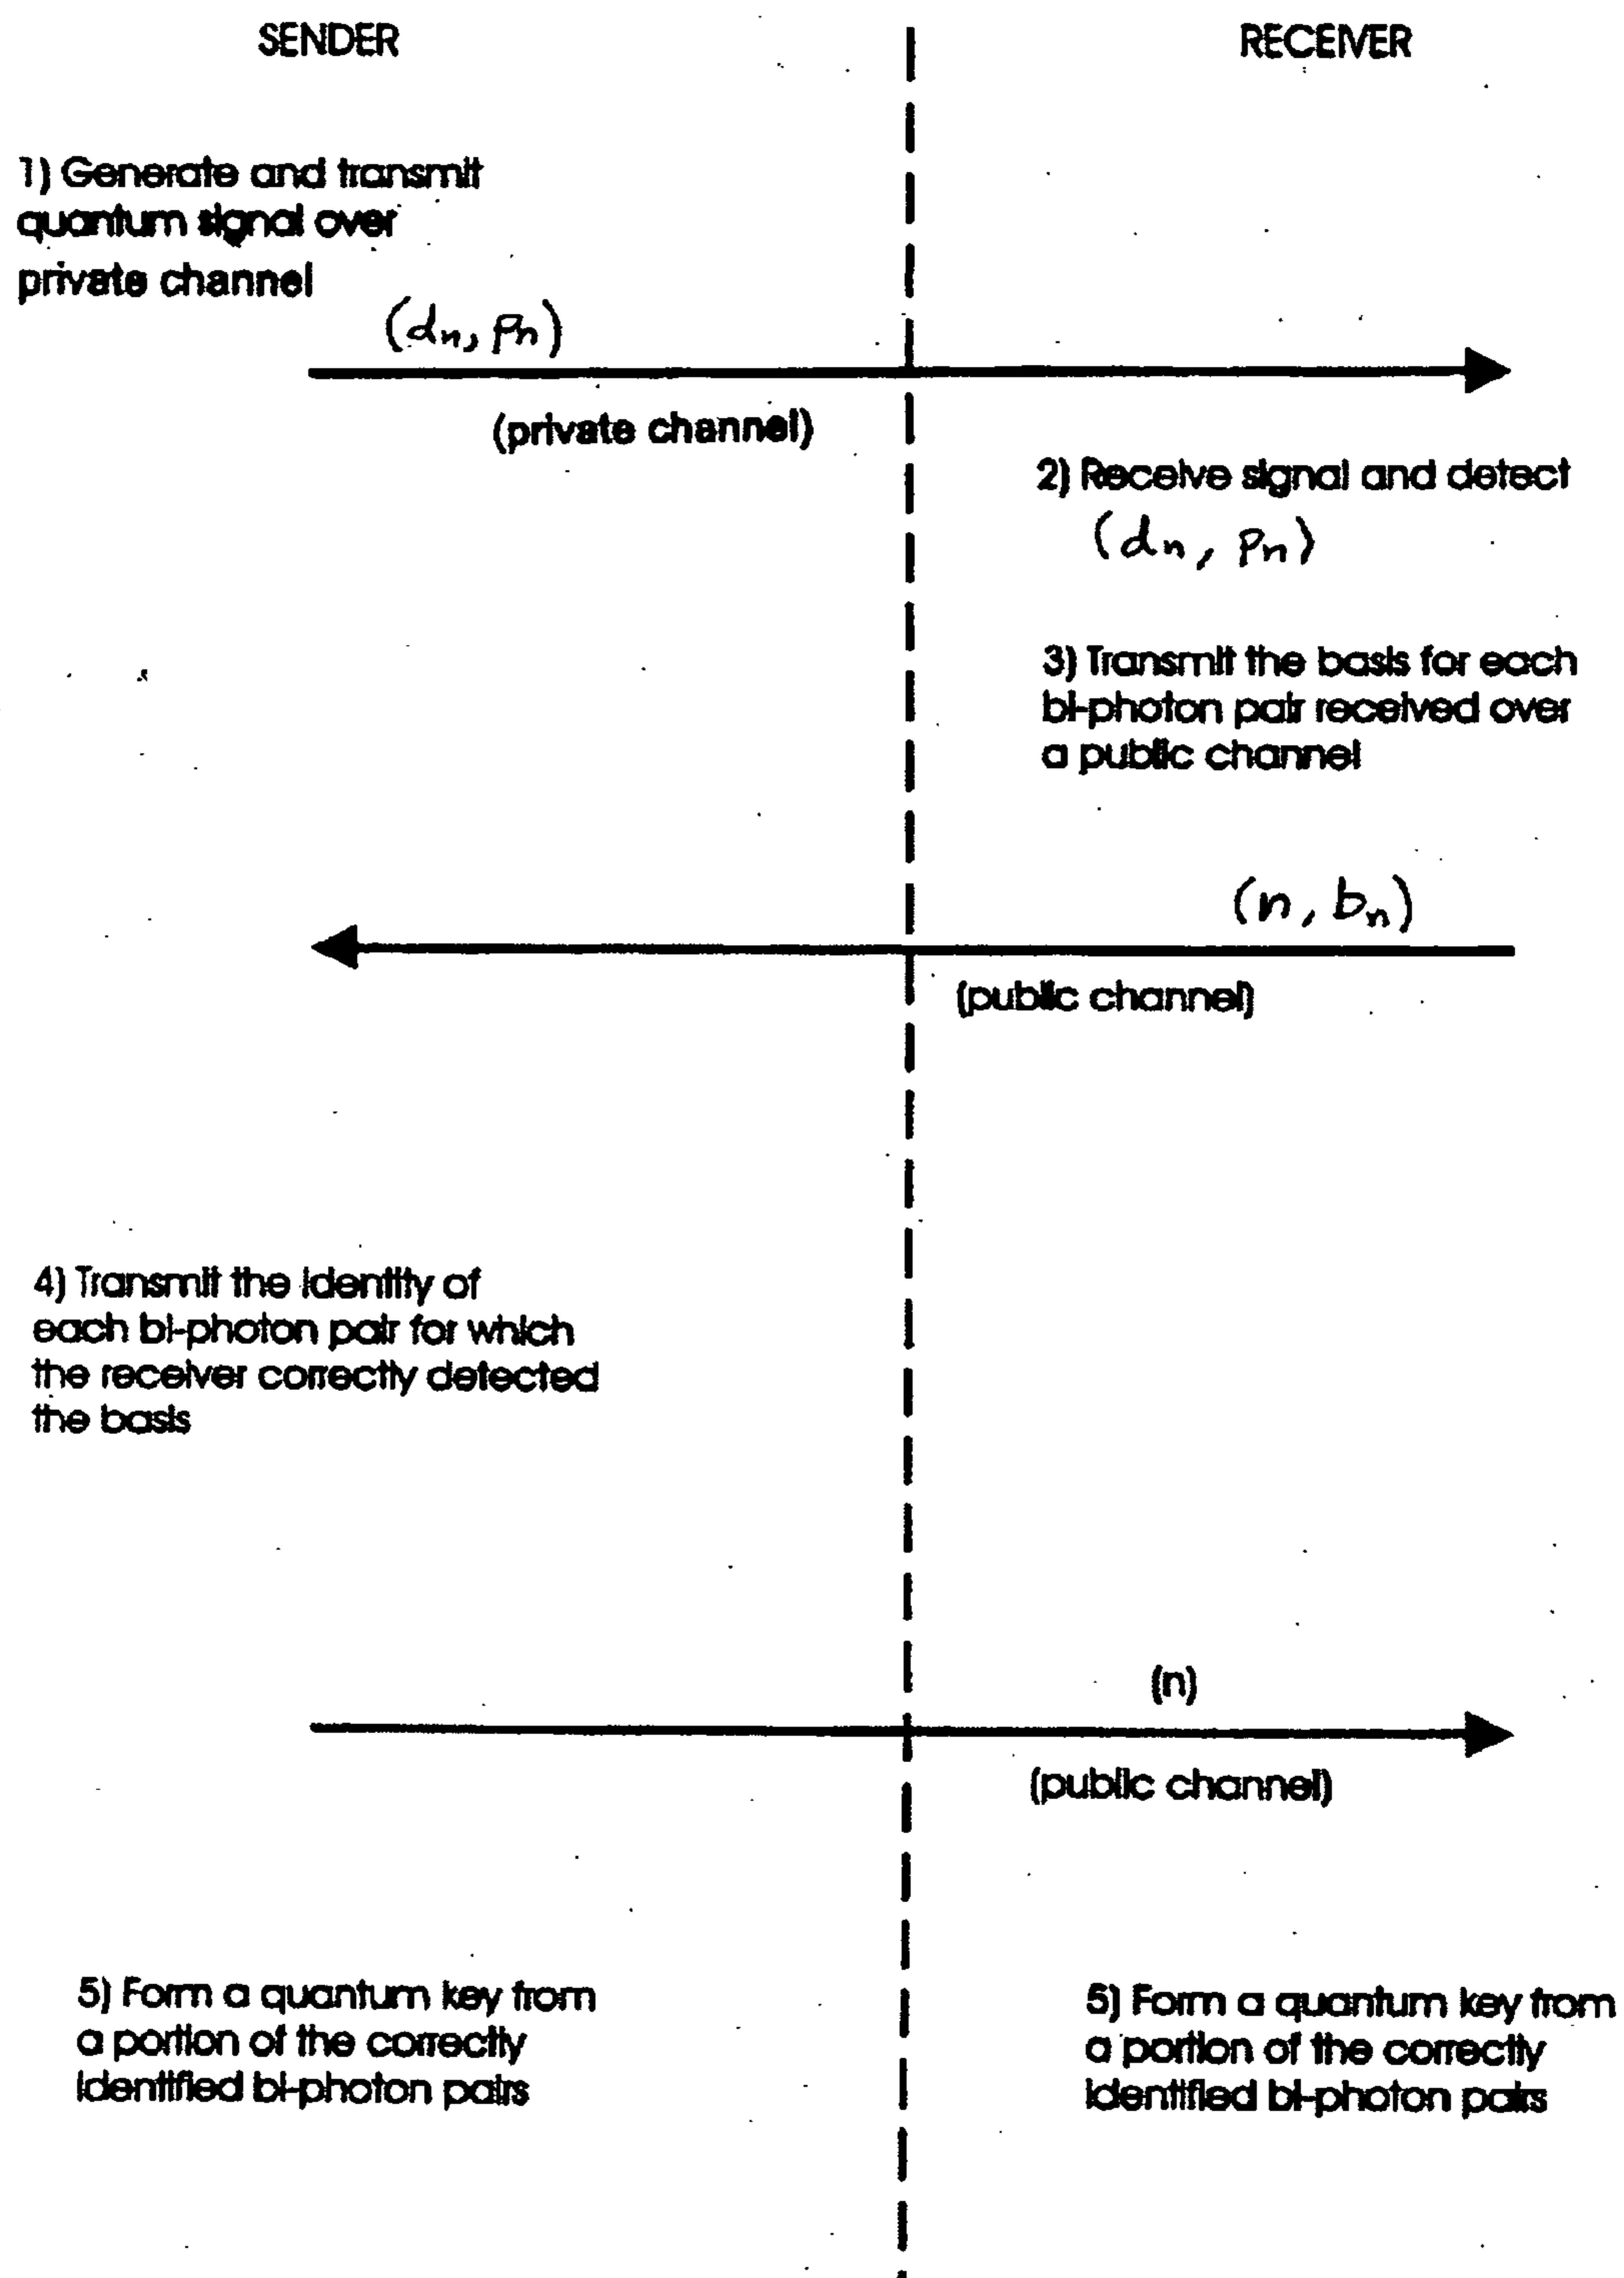 SENDER
RECEIVER
1) Generate and transmit
quantum signal over
private channel
(dn, pn)
(private channel)
2) Receive signal and detect
(dn, pn)
3) Transmit the basis for each
bi-photon pair received over
a public channel
(n, bn)
(public channel)
4) Transmit the identity of
each bi-photon pair for which
the receiver correctly detected
the basis
(n)
(public channel)
5) Form a quantum key from
a portion of the correctly
identified bi-photon pairs
5) Form a quantum key from
a portion of the correctly
identified bi-photon pairs